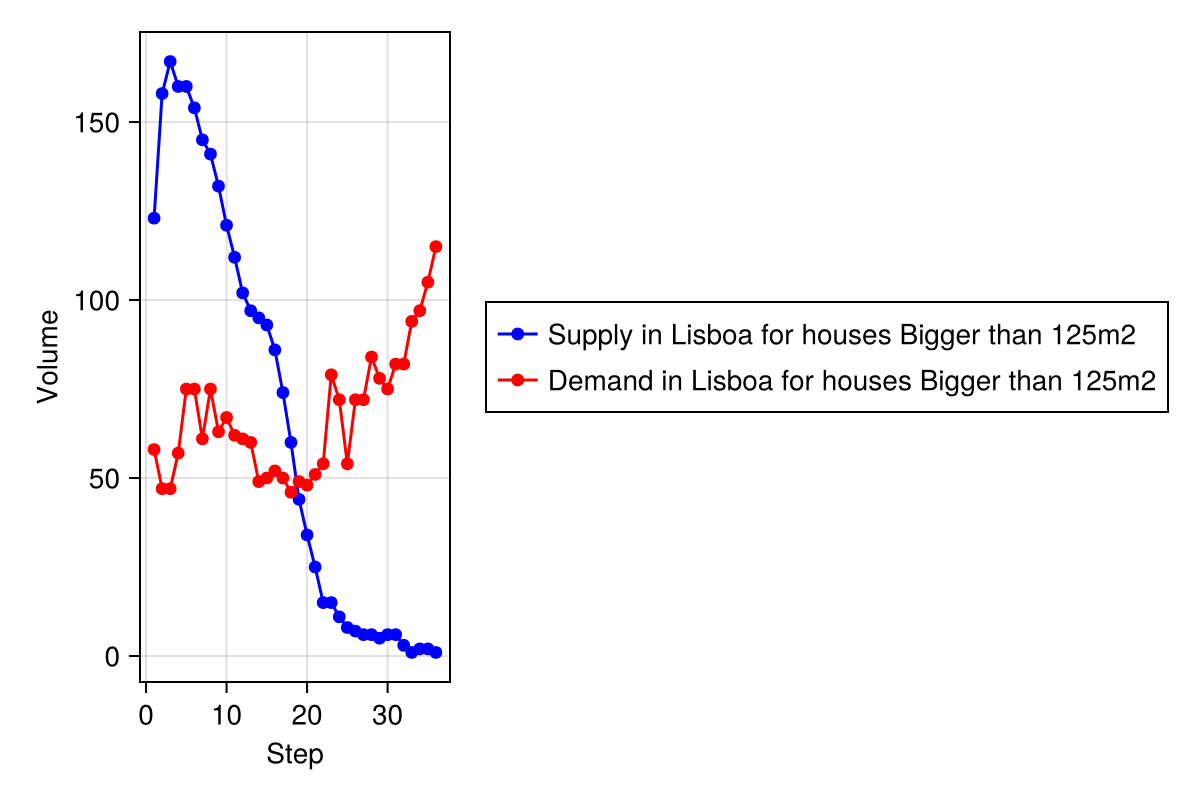 150
100
50
0
Volume
0 10 20 30
Step
Supply in Lisboa for houses Bigger than 125m2
Demand in Lisboa for houses Bigger than 125m2